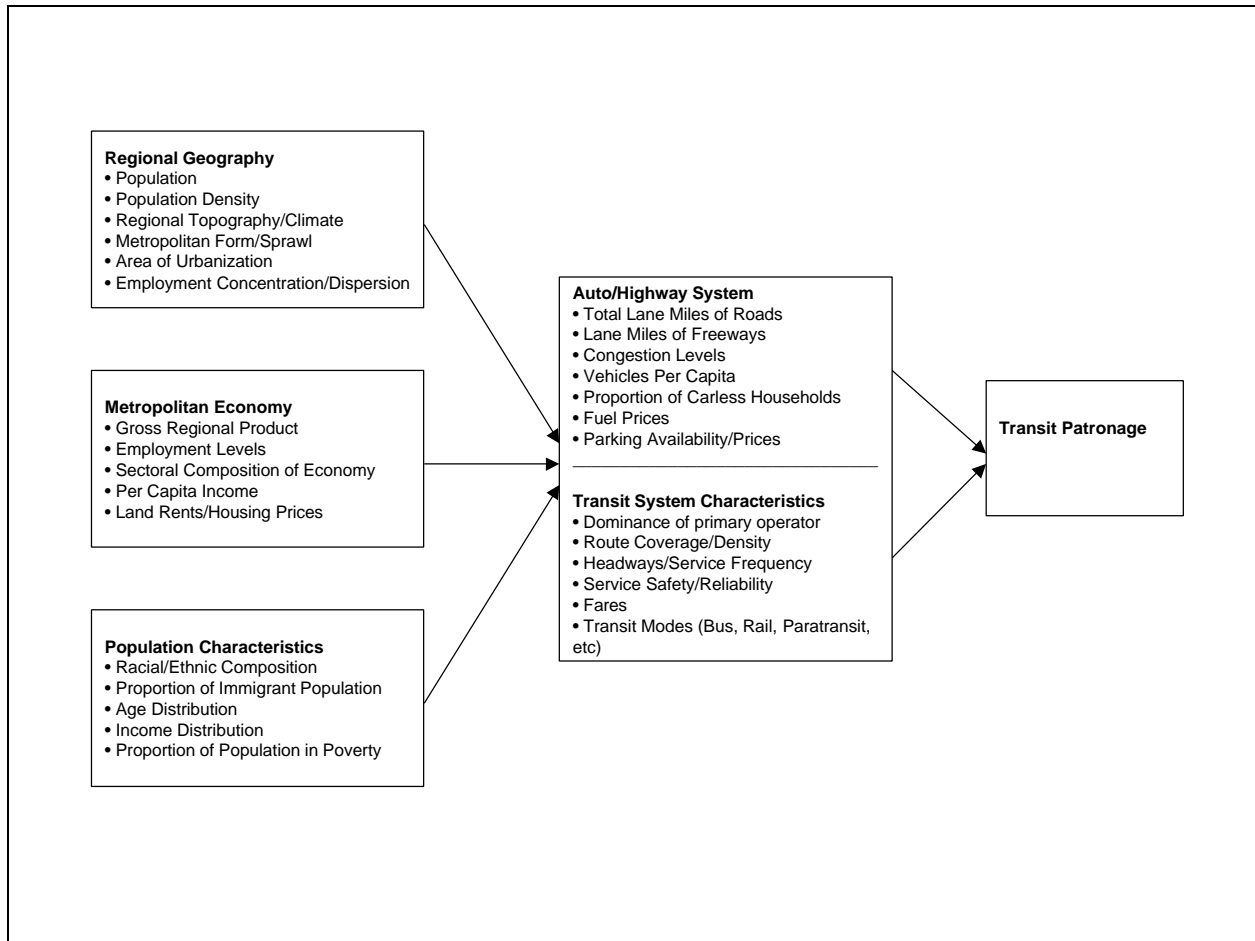 Regional Geography
• Population
• Population Density
• Regional Topography/Climate
• Metropolitan Form/Sprawl
• Area of Urbanization
• Employment Concentration/Dispersion
Metropolitan Economy
• Gross Regional Product
• Employment Levels
• Sectoral Composition of Economy
• Per Capita Income
• Land Rents/Housing Prices
Population Characteristics
• Racial/Ethnic Composition
• Proportion of Immigrant Population
• Age Distribution
• Income Distribution
• Proportion of Population in Poverty
Auto/Highway System
• Total Lane Miles of Roads
• Lane Miles of Freeways
• Congestion Levels
• Vehicles Per Capita
• Proportion of Carless Households
• Fuel Prices
• Parking Availability/Prices
Transit System Characteristics
• Dominance of primary operator
• Route Coverage/Density
• Headways/Service Frequency
• Service Safety/Reliability
• Fares
• Transit Modes (Bus, Rail, Paratransit,
etc)
Transit Patronage